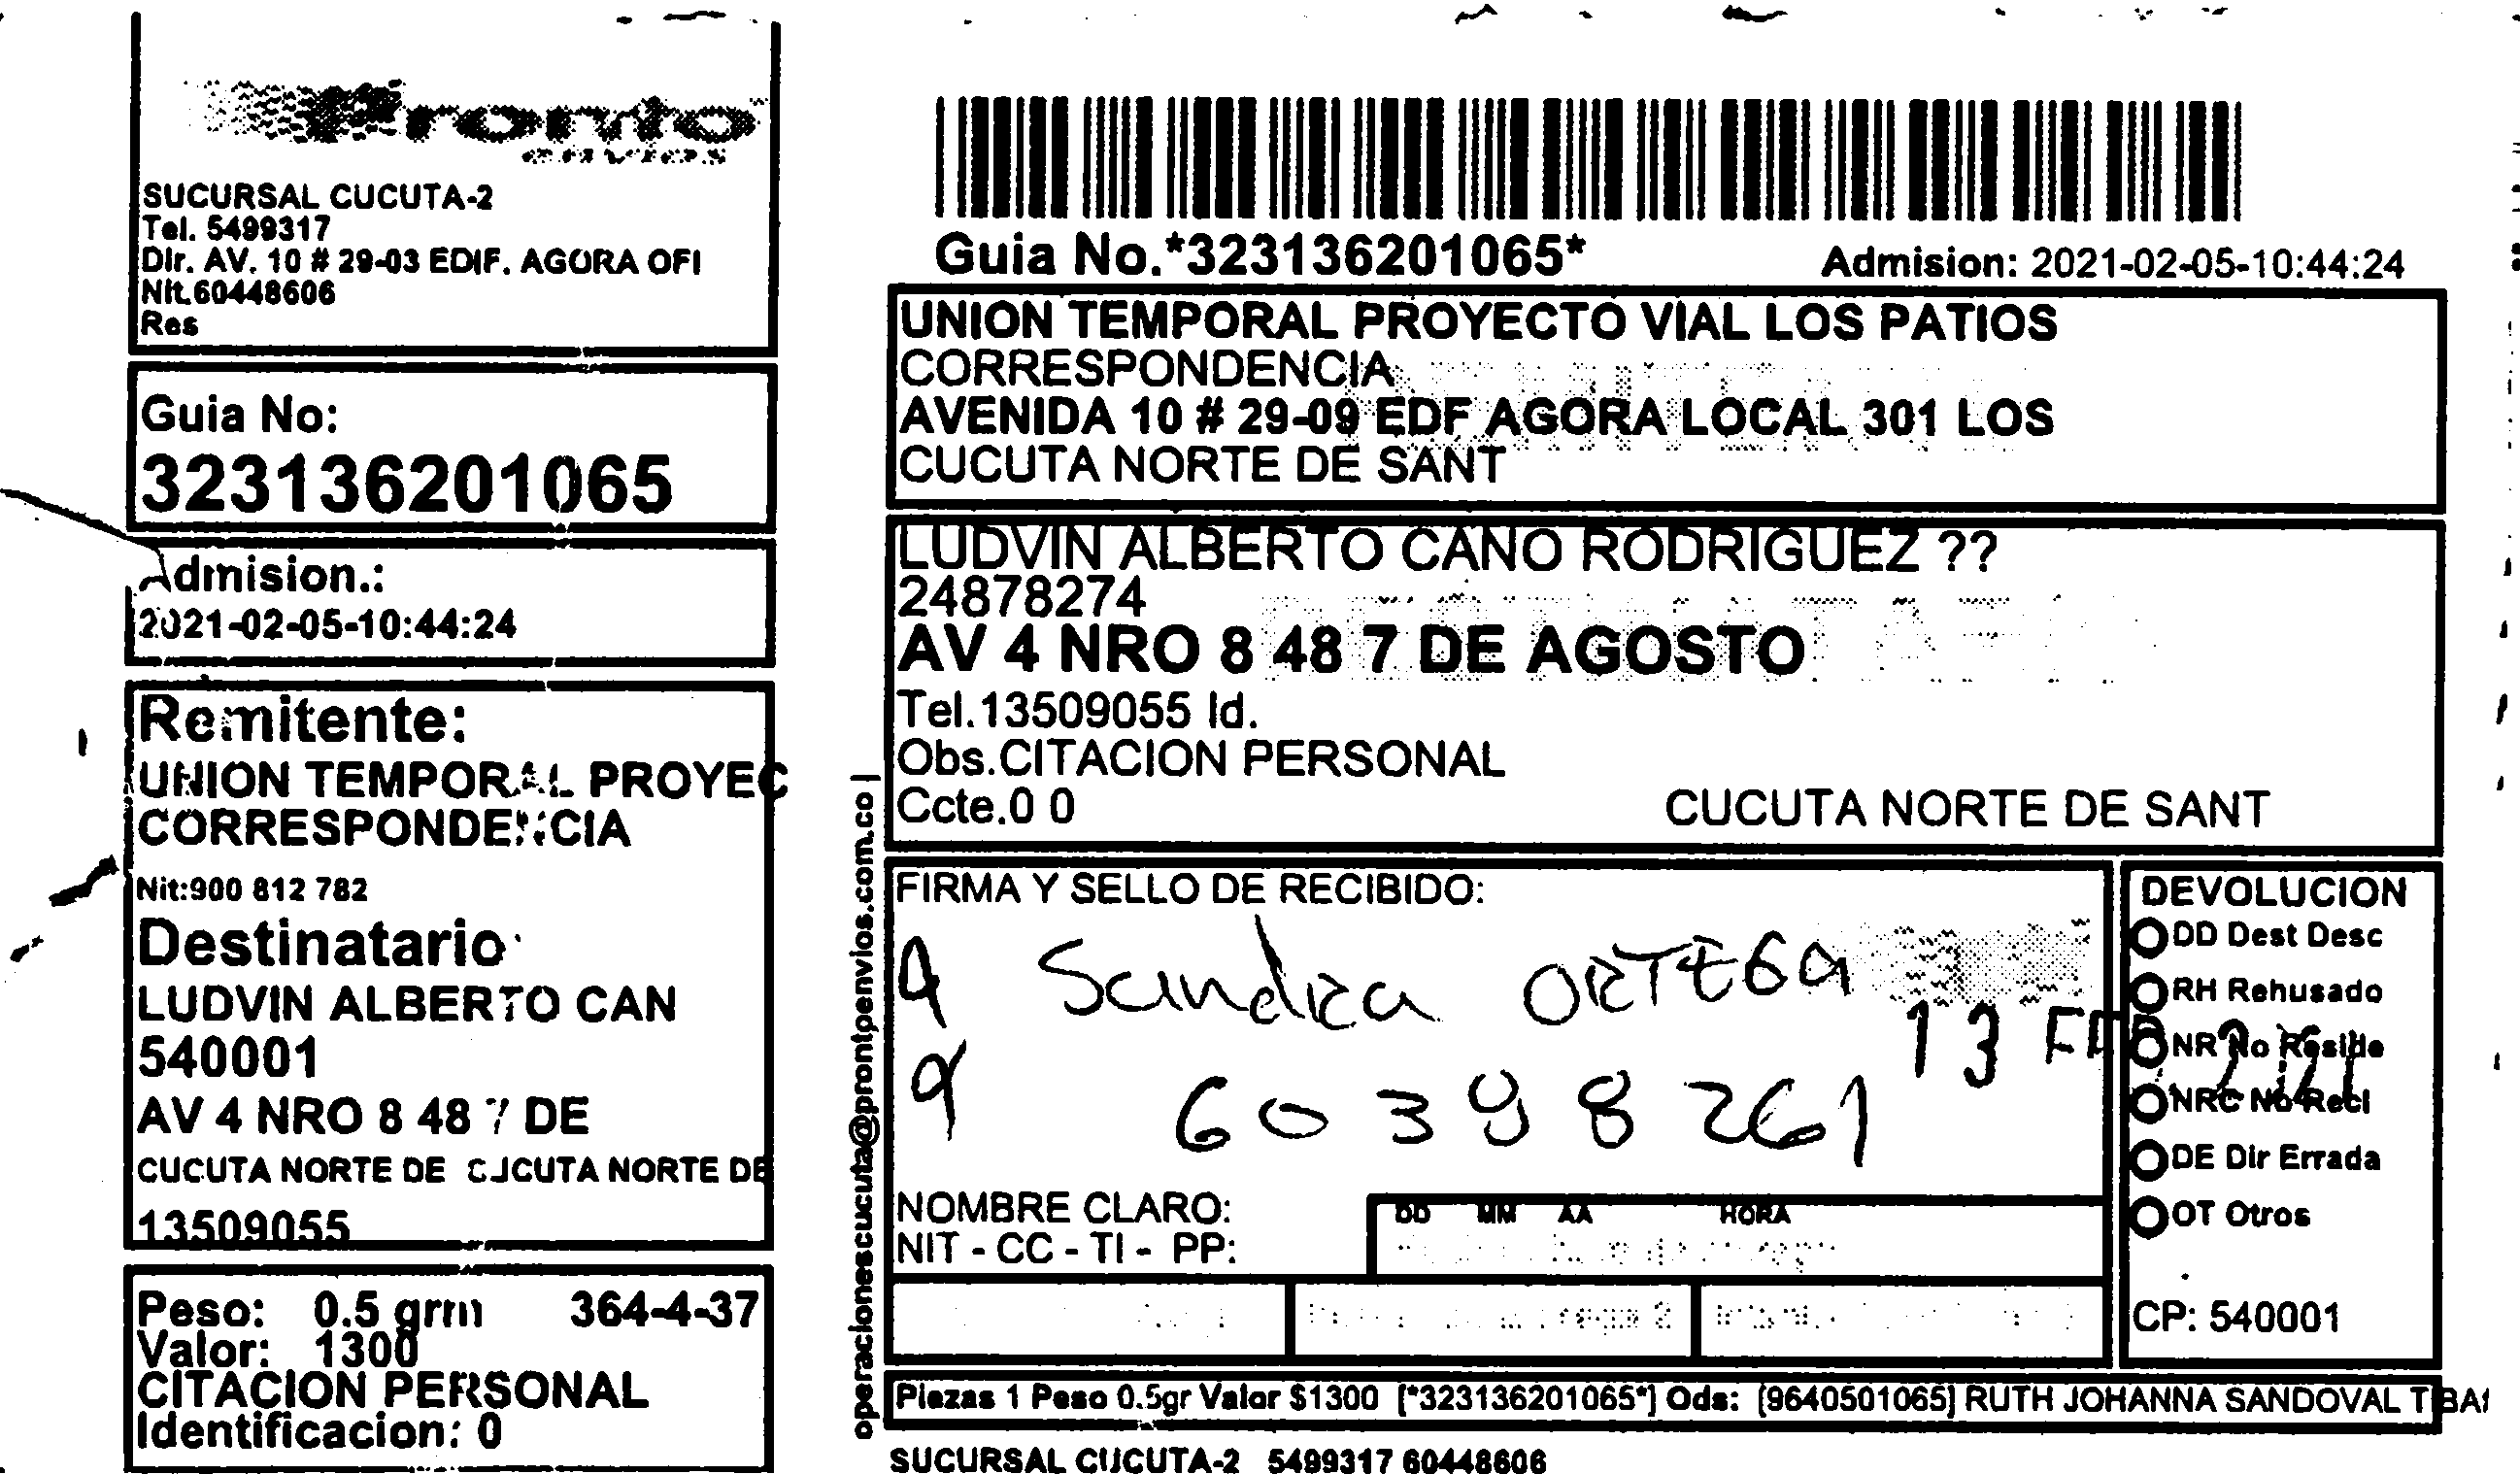 Pronto
envios
SUCURSAL CUCUTA-2
Tel. 5499317
Dir. AV. 10 # 29-03 EDIF. AGORA OFI
Nit.60448606
Res
Guia No:
323136201065
Admision.:
2021-02-05-10:44:24
Remitente:
UNION TEMPORAL PROYEC
CORRESPONDENCIA
Nit:900 812 782
Destinatario
LUDVIN ALBERTO CAN
540001
AV 4 NRO 8 48 7 DE
CUCUTA NORTE DE CUCUTA NORTE DE
13509055
Peso: 0.5 grm 364-4-37
Valor: 1300
CITACION PERSONAL
Identificacion: 0
operacionescucuta@prontpenvios.com.co |
Guia No.*323136201065*
Admision: 2021-02-05-10:44:24
UNION TEMPORAL PROYECTO VIAL LOS PATIOS
CORRESPONDENCIA
AVENIDA 10 # 29-09 EDF AGORA LOCAL 301 LOS
CUCUTA NORTE DE SANT
LUDVIN ALBERTO CANO RODRIGUEZ ??
24878274
AV 4 NRO 8 48 7 DE AGOSTO
Tel.13509055 Id.
Obs.CITACION PERSONAL
Ccte.0 0 CUCUTA NORTE DE SANT
FIRMA Y SELLO DE RECIBIDO:
Sandra ORTEGA
13 FEB 2021
60398261
NOMBRE CLARO:
NIT - CC - TI - PP:
DD MM AA HORA
DEVOLUCION
DD Dest Desc
RH Rehusado
NR No Reside
NRC No Recl
DE Dir Errada
OT Otros
CP: 540001
Piezas 1 Peso 0.5gr Valor $1300 [*323136201065*] Ods: [9640501065] RUTH JOHANNA SANDOVAL TIBA
SUCURSAL CUCUTA-2 5499317 60448606